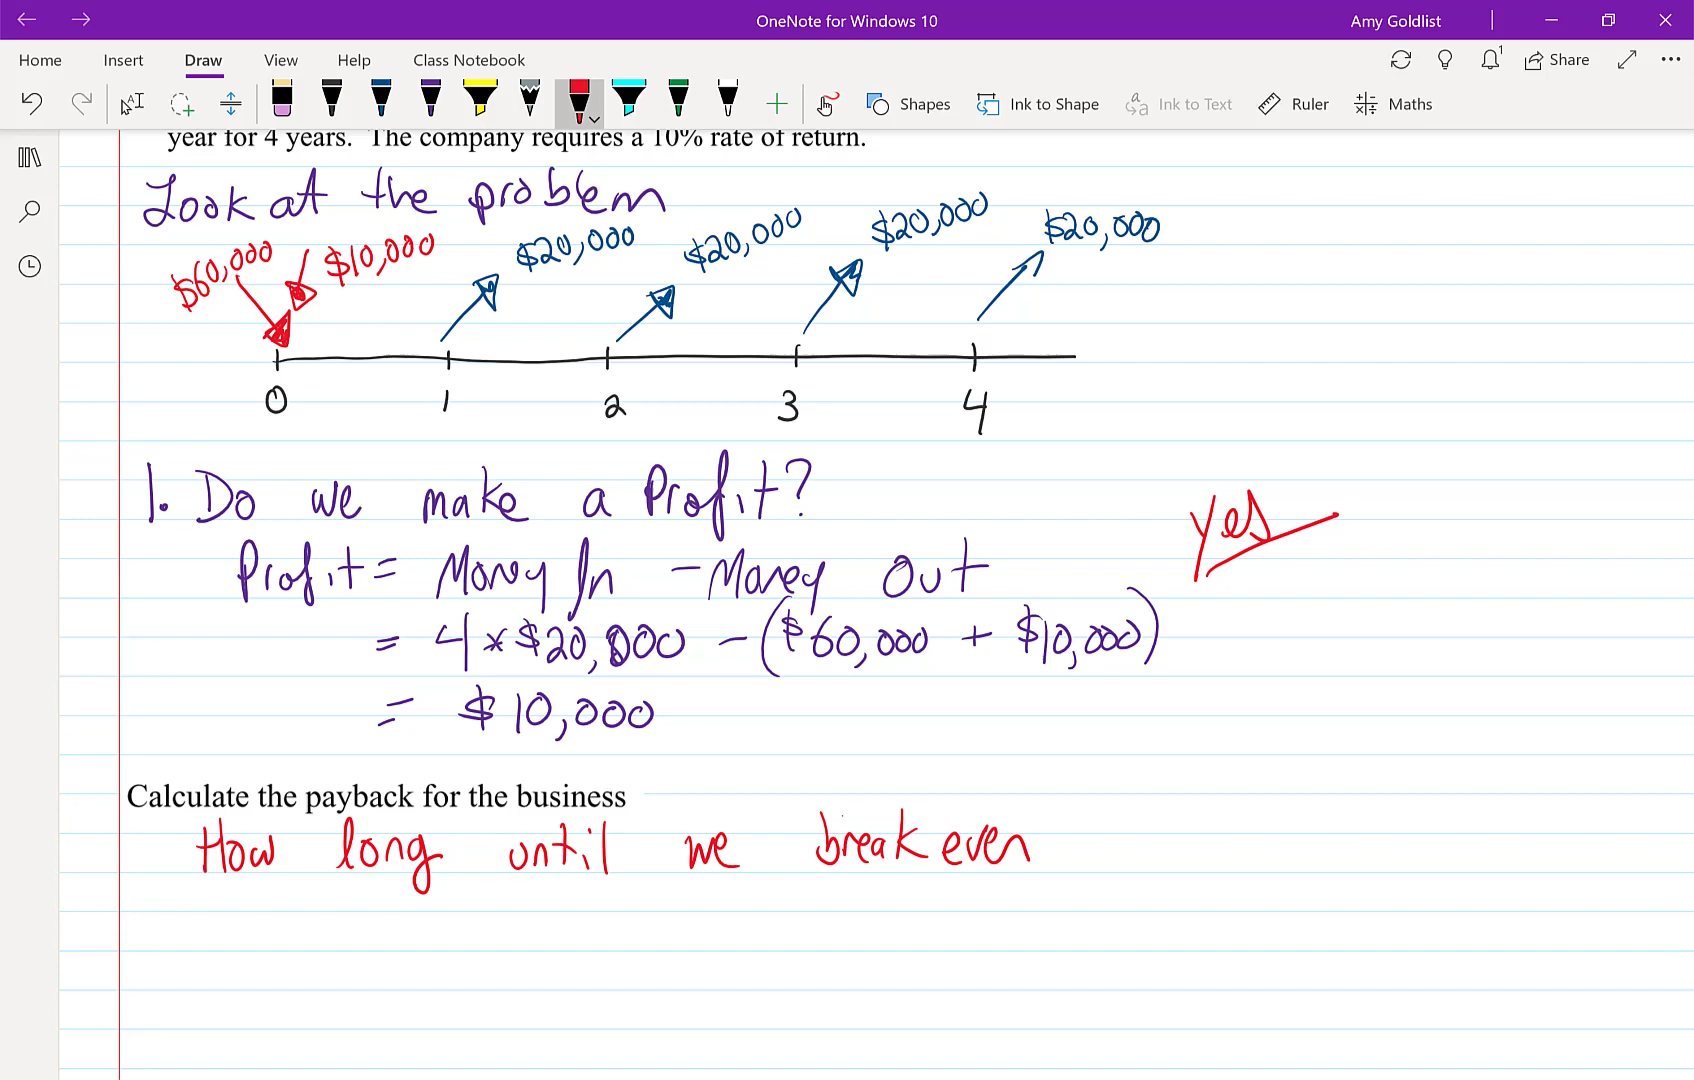 OneNote for Windows 10
Amy Goldlist
Home Insert Draw View Help Class Notebook
1 Share
Shapes Ink to Shape Ink to Text Ruler Maths
year for 4 years. The company requires a 10% rate of return.
Look at the problem
$60,000 $10,000 $20,000 $20,000 $20,000 $20,000
0 1 2 3 4
1. Do we make a Profit?
yes
Profit = Money In - Money Out
= 4 * $20,000 - ($60,000 + $10,000)
= $10,000
Calculate the payback for the business
How long until we break even